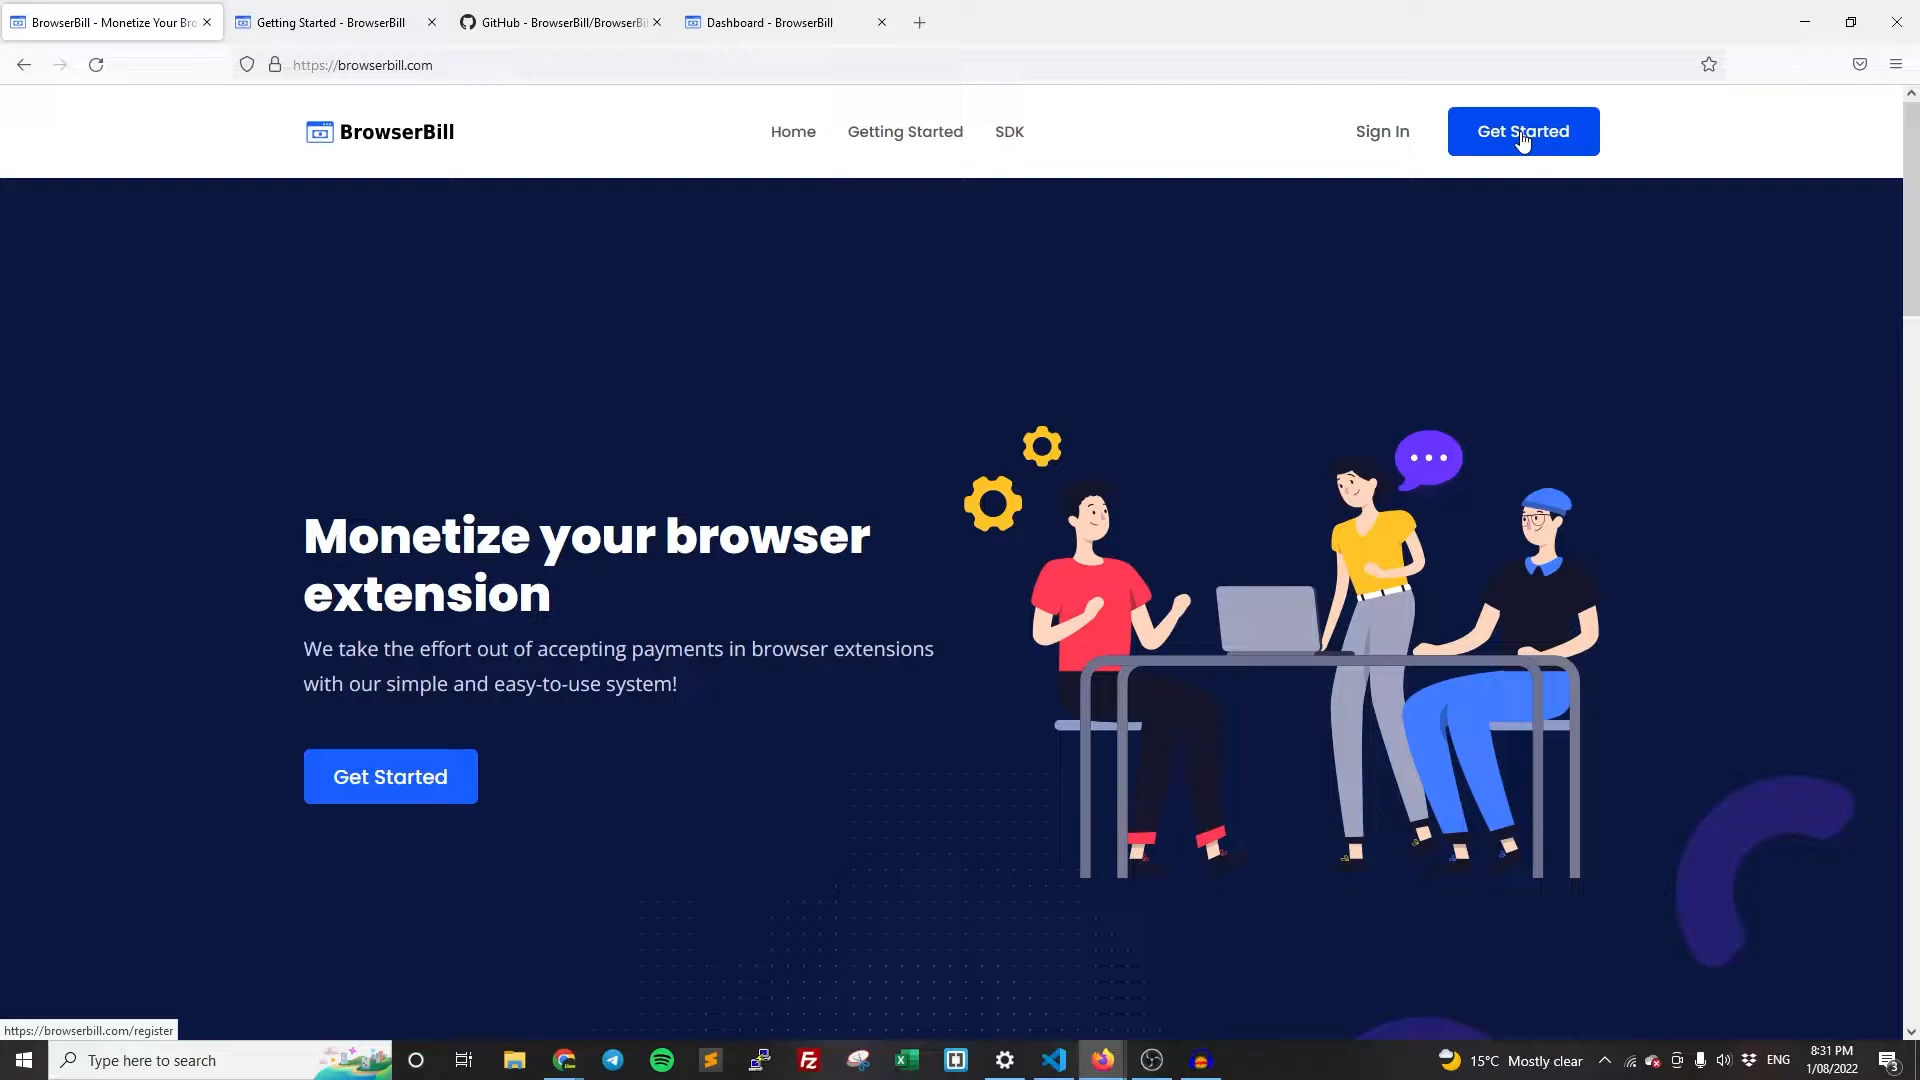 BrowserBill - Monetize Your Bro
Getting Started - BrowserBill
GitHub - BrowserBill/BrowserBil
Dashboard - BrowserBill
https://browserbill.com
BrowserBill
Home
Getting Started
SDK
Sign In
Get Started
Monetize your browser
extension
We take the effort out of accepting payments in browser extensions
with our simple and easy-to-use system!
Get Started
https://browserbill.com/register
Type here to search
15°C Mostly clear
ENG
8:31 PM
1/08/2022
3